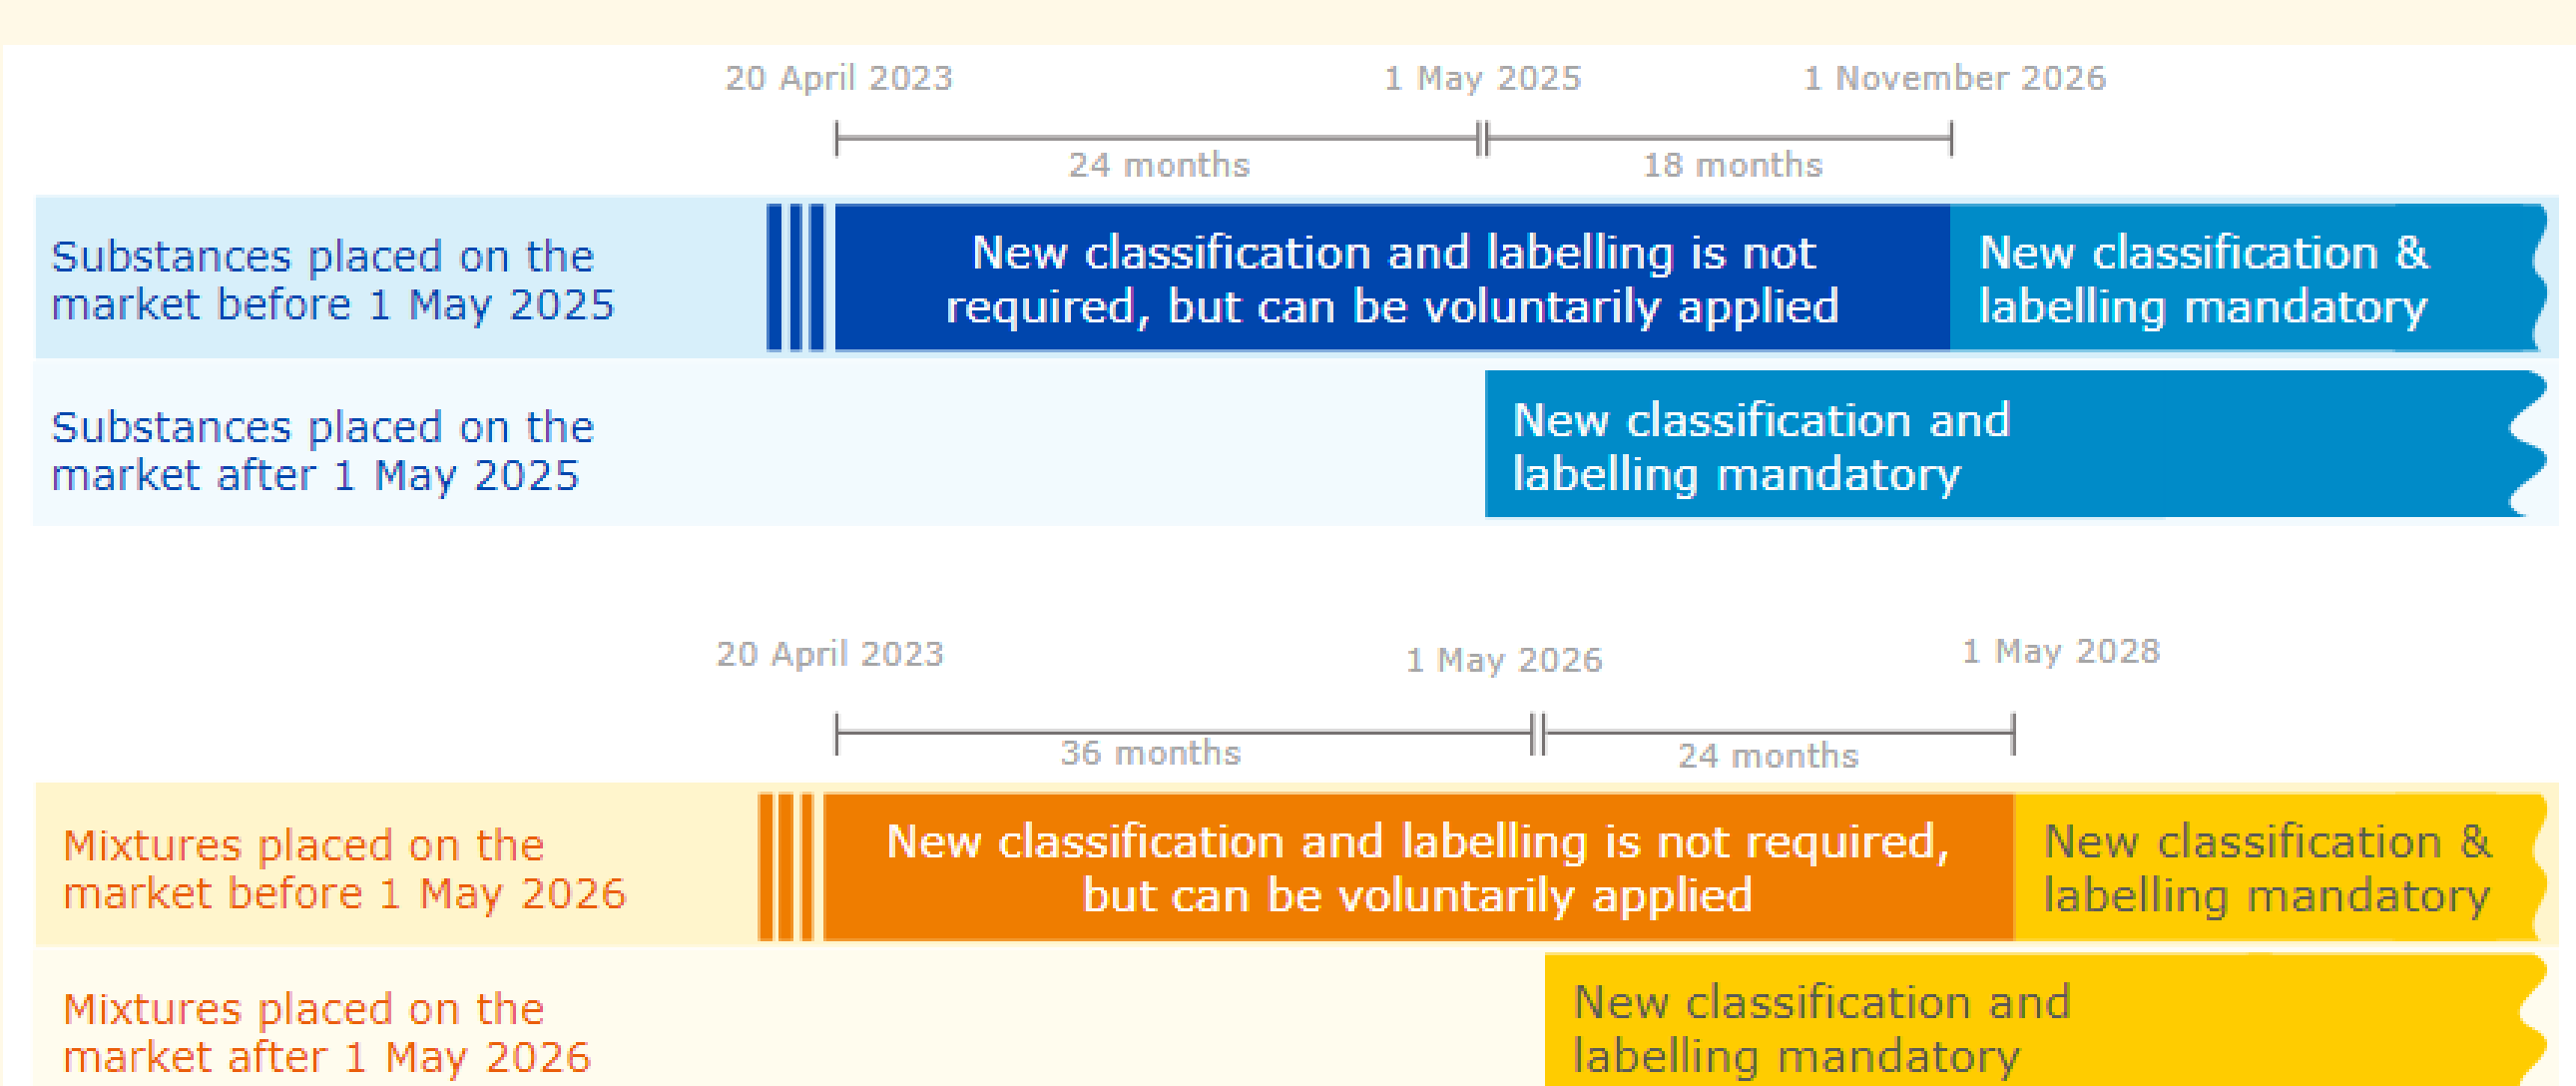 20 April 2023
1 May 2025
1 November 2026
24 months
18 months
Substances placed on the
market before 1 May 2025
New classification and labelling is not
required, but can be voluntarily applied
New classification &
labelling mandatory
Substances placed on the
market after 1 May 2025
New classification and
labelling mandatory
20 April 2023
1 May 2026
1 May 2028
36 months
24 months
Mixtures placed on the
market before 1 May 2026
New classification and labelling is not required,
but can be voluntarily applied
New classification &
labelling mandatory
Mixtures placed on the
market after 1 May 2026
New classification and
labelling mandatory